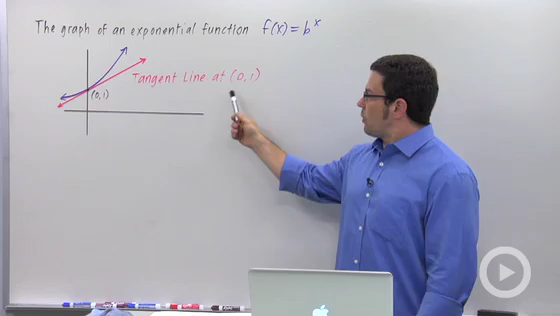 The graph of an exponential function f(x) = b^x
Tangent Line at (0,1)
(0,1)